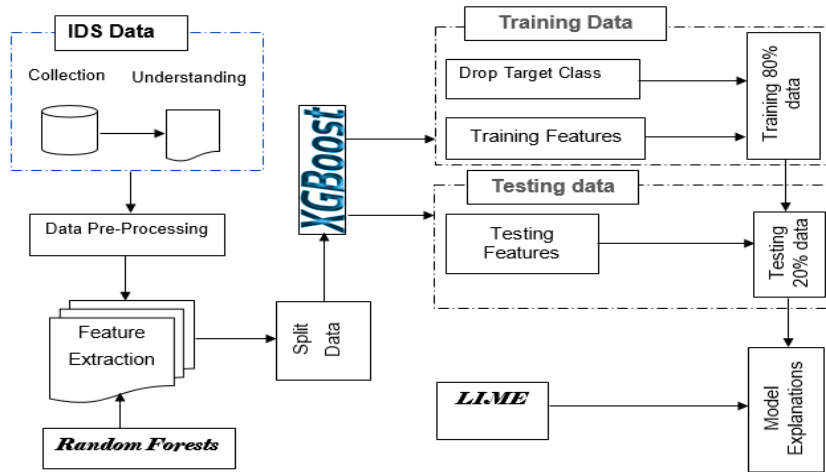 IDS Data
Collection
Understanding
Data Pre-Processing
Feature
Extraction
Random Forests
Split
Data
XGBoost
Training Data
Drop Target Class
Training Features
Training 80%
data
Testing data
Testing
Features
Testing
20% data
LIME
Model
Explanations